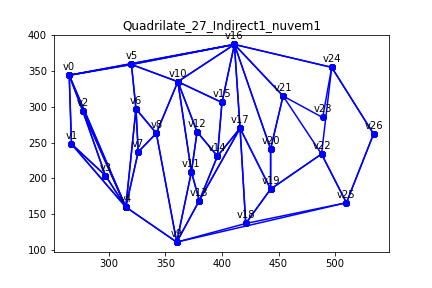 Quadrilate_27_Indirect1_nuvem1
400
350
300
250
200
150
100
300
350
400
450
500
v0
v1
v2
v3
v4
v5
v6
v7
v8
v9
v10
v11
v12
v13
v14
v15
v16
v17
v18
v19
v20
v21
v22
v23
v24
v25
v26